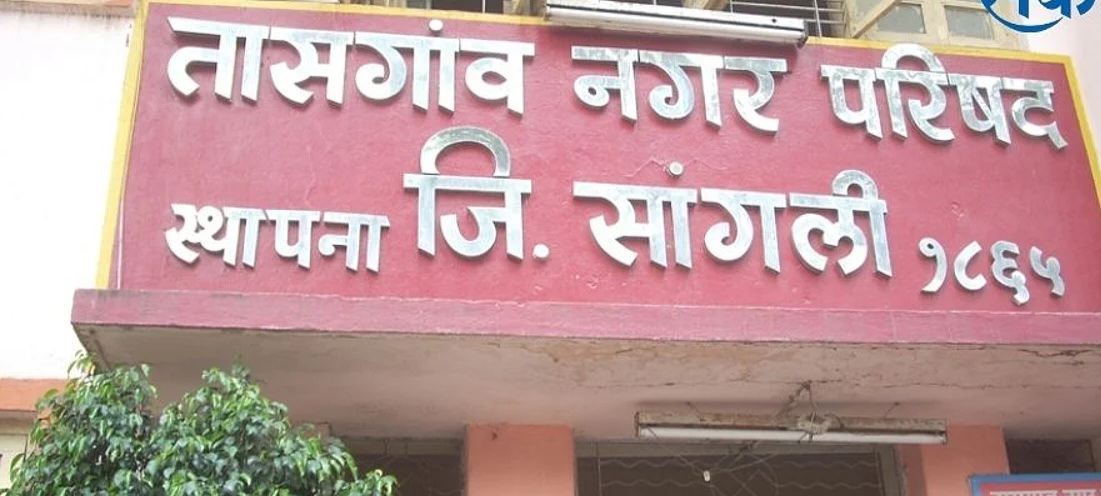 तासगांव नगर परिषद
जि. सांगली
स्थापना १८६५